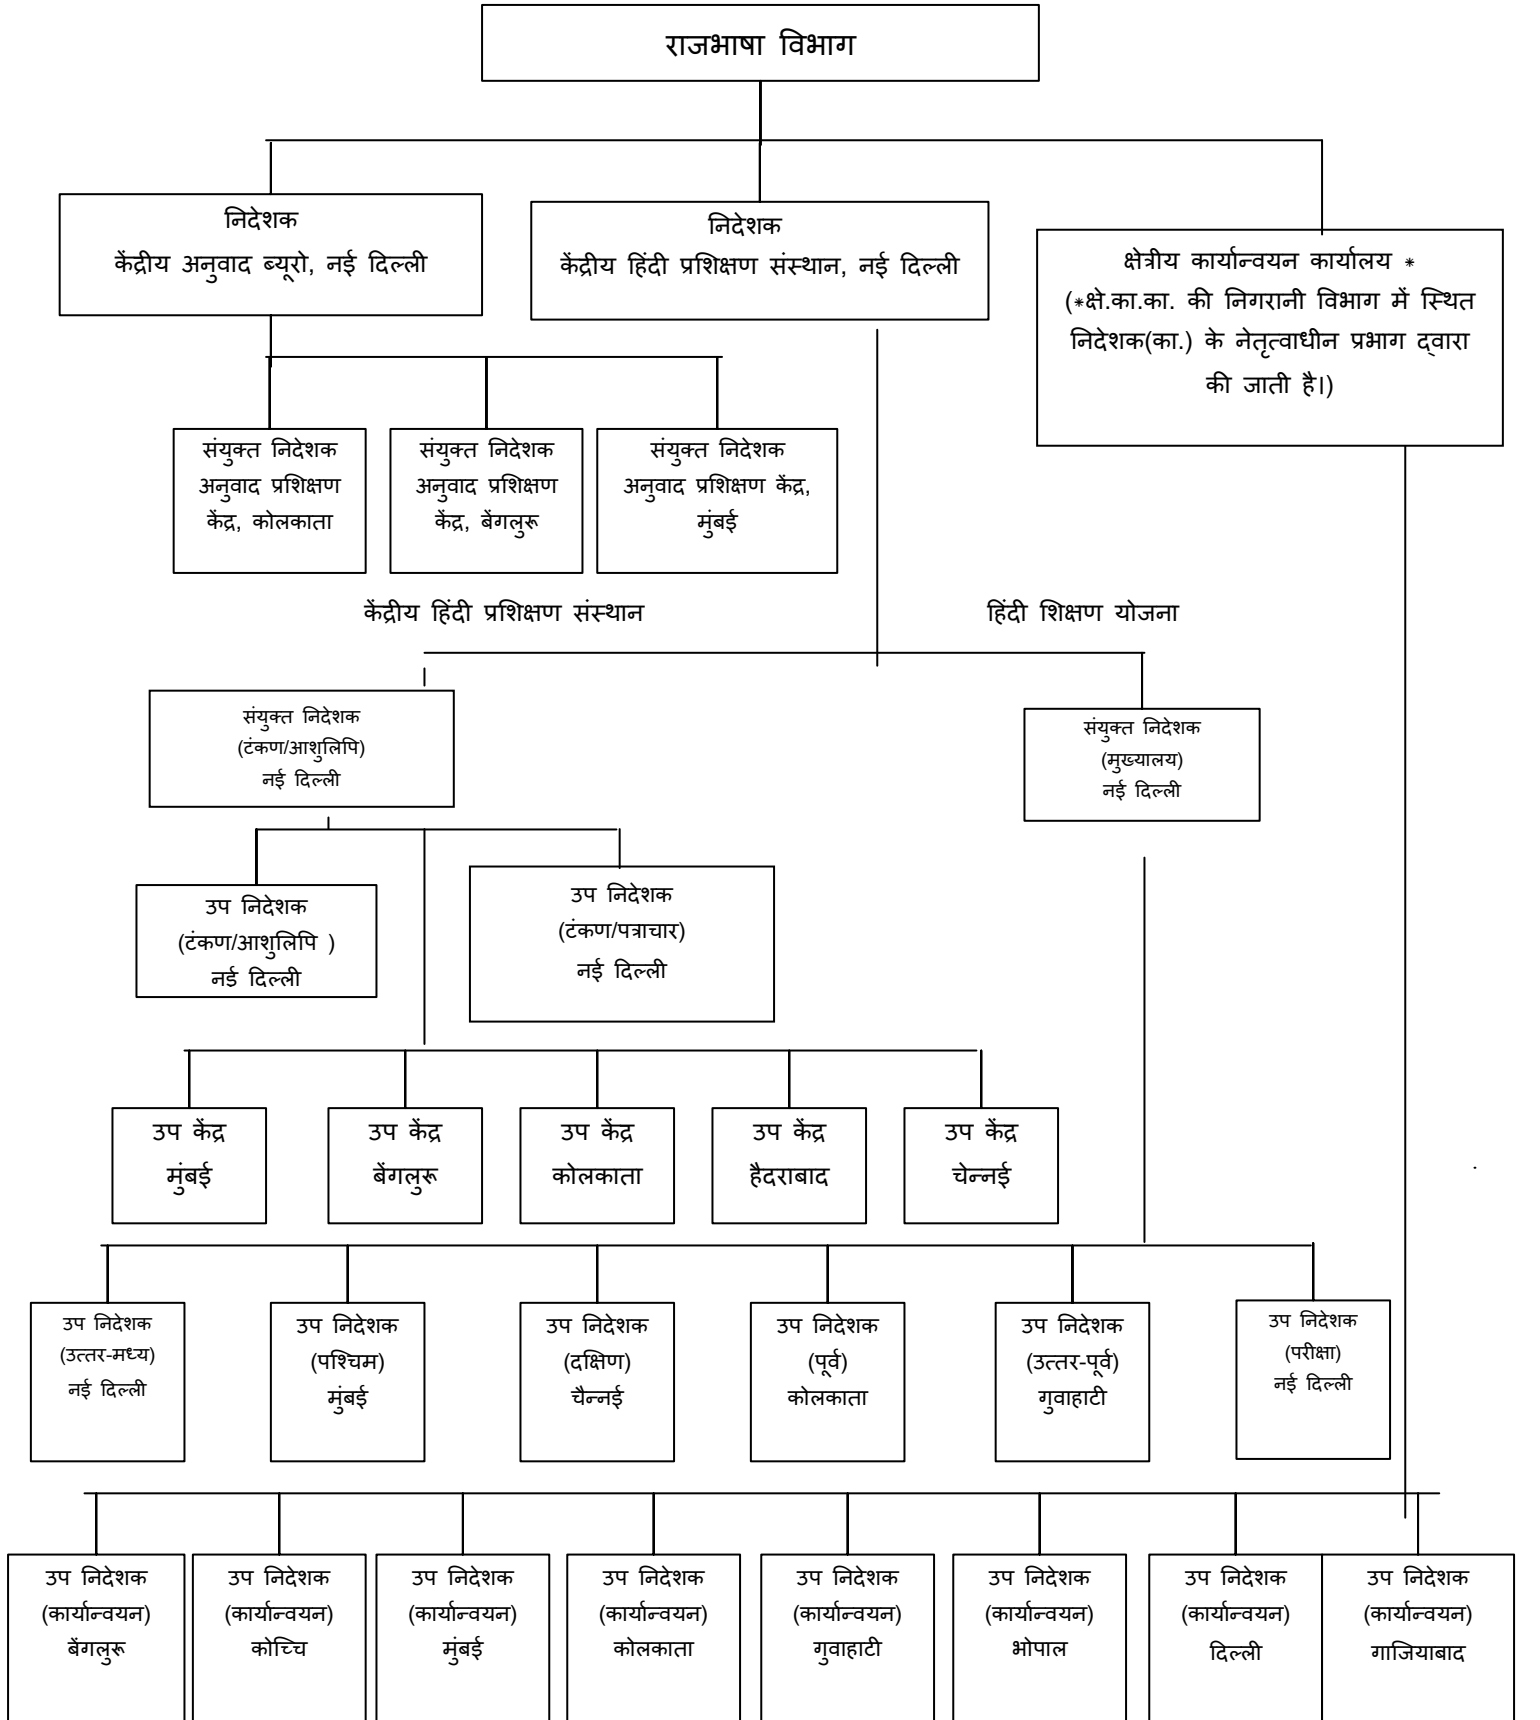 राजभाषा विभाग
निदेशक
केंद्रीय अनुवाद ब्यूरो, नई दिल्ली
निदेशक
केंद्रीय हिंदी प्रशिक्षण संस्थान, नई दिल्ली
क्षेत्रीय कार्यान्वयन कार्यालय *
(*क्षे.का.का. की निगरानी विभाग में स्थित
निदेशक(का.) के नेतृत्वाधीन प्रभाग द्वारा
की जाती है।)
संयुक्त निदेशक
अनुवाद प्रशिक्षण
केंद्र, कोलकाता
संयुक्त निदेशक
अनुवाद प्रशिक्षण
केंद्र, बेंगलुरू
संयुक्त निदेशक
अनुवाद प्रशिक्षण केंद्र,
मुंबई
केंद्रीय हिंदी प्रशिक्षण संस्थान
हिंदी शिक्षण योजना
संयुक्त निदेशक
(टंकण/आशुलिपि)
नई दिल्ली
संयुक्त निदेशक
(मुख्यालय)
नई दिल्ली
उप निदेशक
(टंकण/आशुलिपि )
नई दिल्ली
उप निदेशक
(टंकण/पत्राचार)
नई दिल्ली
उप केंद्र
मुंबई
उप केंद्र
बेंगलुरू
उप केंद्र
कोलकाता
उप केंद्र
हैदराबाद
उप केंद्र
चेन्नई
उप निदेशक
(उत्तर-मध्य)
नई दिल्ली
उप निदेशक
(पश्चिम)
मुंबई
उप निदेशक
(दक्षिण)
चैन्नई
उप निदेशक
(पूर्व)
कोलकाता
उप निदेशक
(उत्तर-पूर्व)
गुवाहाटी
उप निदेशक
(परीक्षा)
नई दिल्ली
उप निदेशक
(कार्यान्वयन)
बेंगलुरू
उप निदेशक
(कार्यान्वयन)
कोच्चि
उप निदेशक
(कार्यान्वयन)
मुंबई
उप निदेशक
(कार्यान्वयन)
कोलकाता
उप निदेशक
(कार्यान्वयन)
गुवाहाटी
उप निदेशक
(कार्यान्वयन)
भोपाल
उप निदेशक
(कार्यान्वयन)
दिल्ली
उप निदेशक
(कार्यान्वयन)
गाजियाबाद